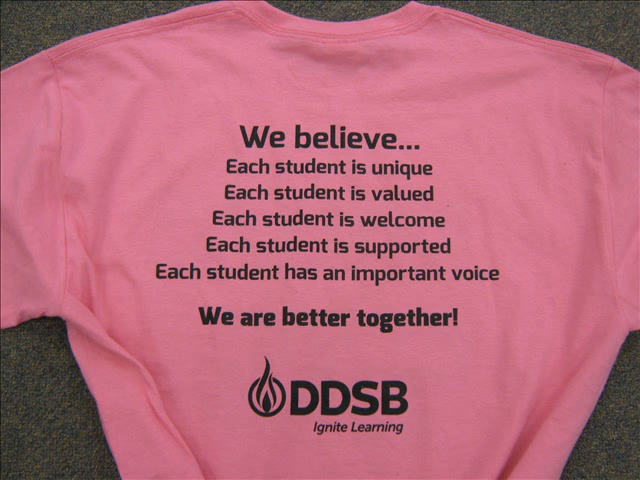 We believe...
Each student is unique
Each student is valued
Each student is welcome
Each student is supported
Each student has an important voice
We are better together!
DDSB
Ignite Learning